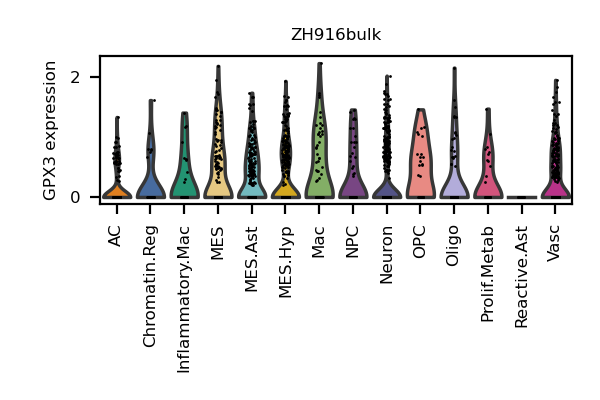 ZH916bulk
GPX3 expression
2
0
AC
Chromatin.Reg
Inflammatory.Mac
MES
MES.Ast
MES.Hyp
Mac
NPC
Neuron
OPC
Oligo
Prolif.Metab
Reactive.Ast
Vasc